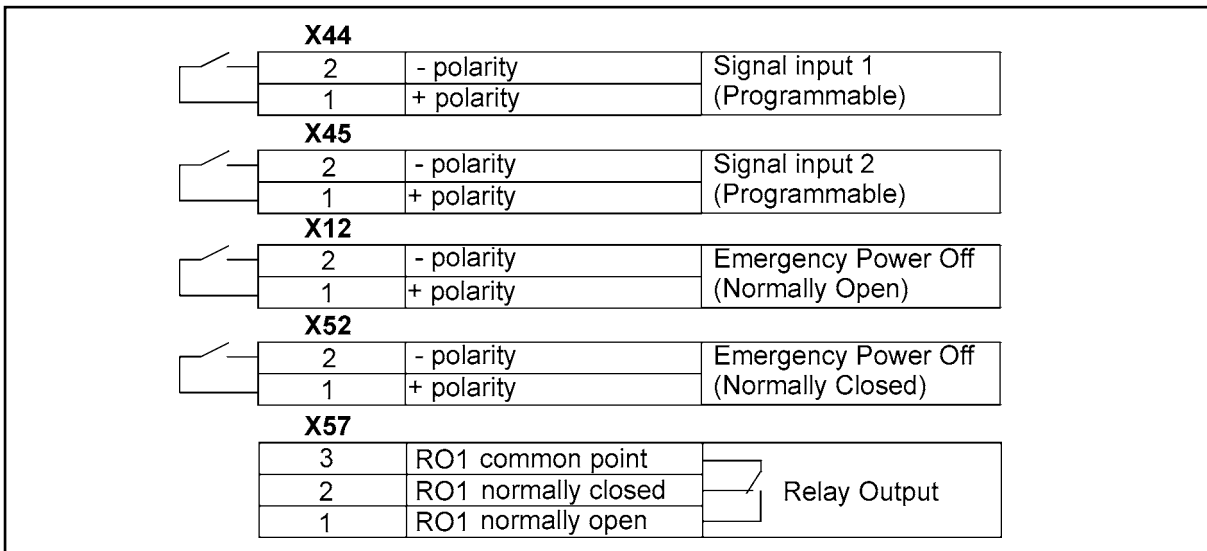 X44
2 - polarity Signal input 1
1 + polarity (Programmable)
X45
2 - polarity Signal input 2
1 + polarity (Programmable)
X12
2 - polarity Emergency Power Off
1 + polarity (Normally Open)
X52
2 - polarity Emergency Power Off
1 + polarity (Normally Closed)
X57
3 RO1 common point
2 RO1 normally closed Relay Output
1 RO1 normally open